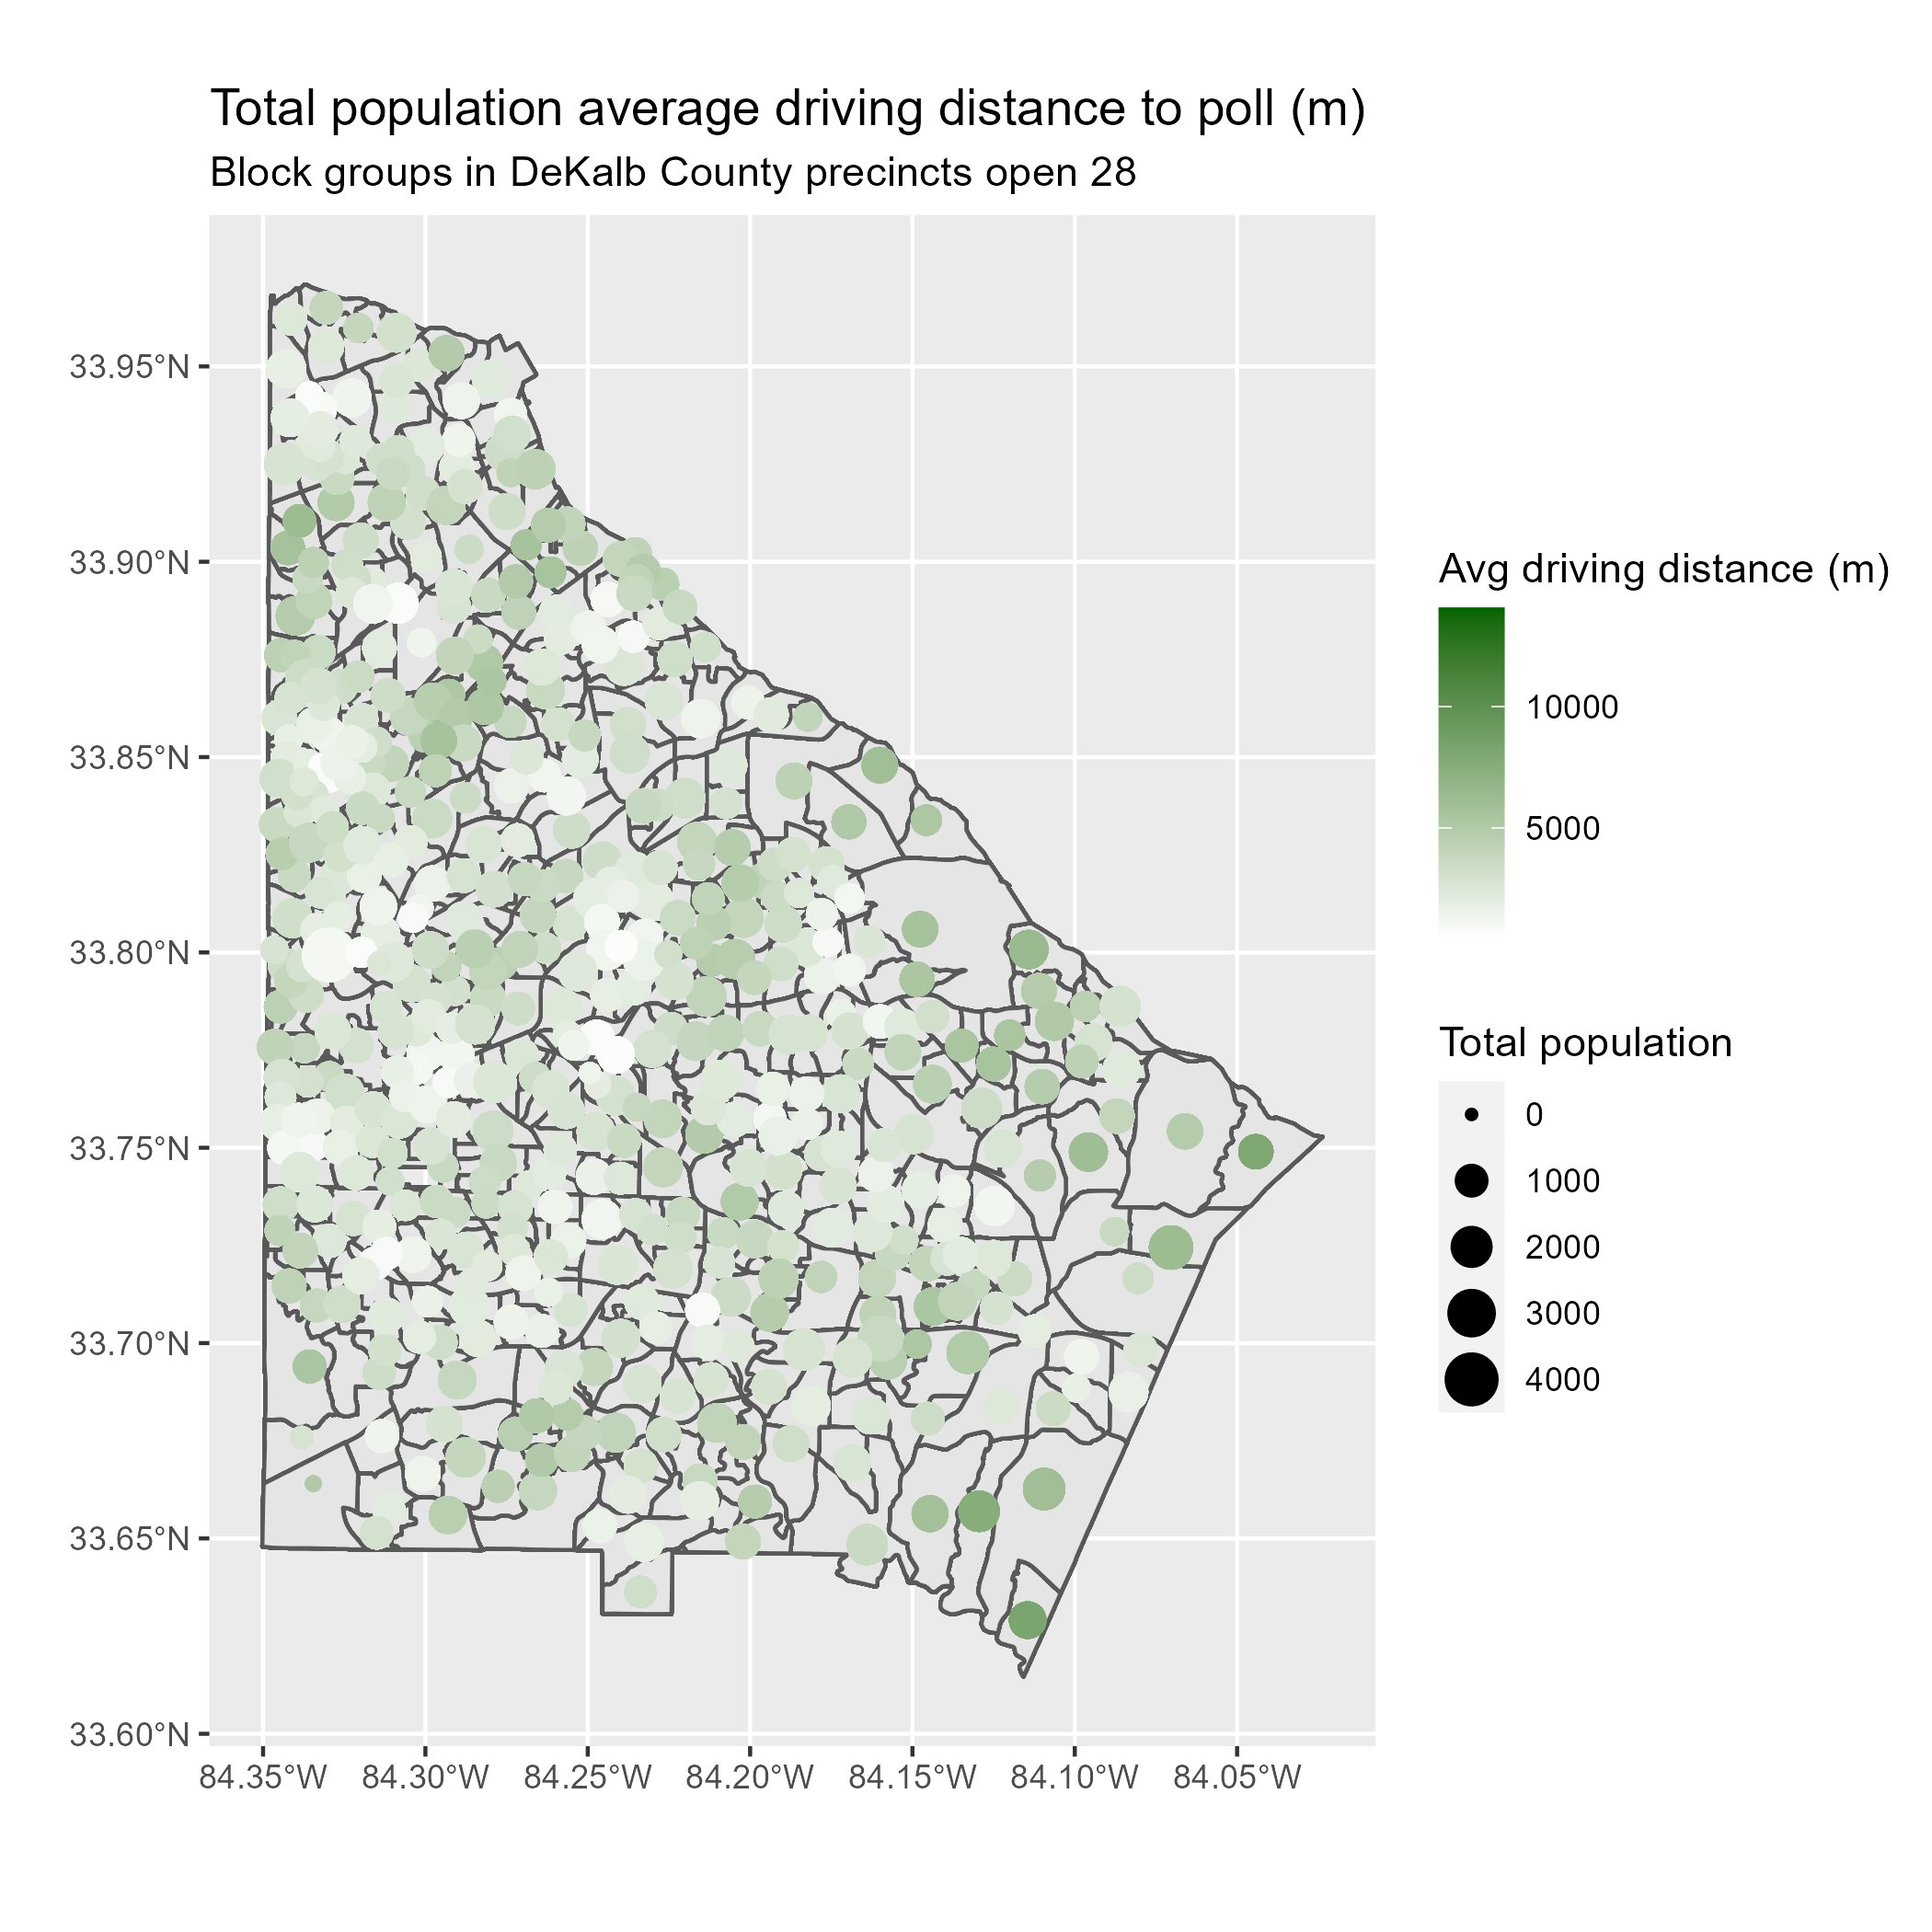 Total population average driving distance to poll (m)
Block groups in DeKalb County precincts open 28
33.95°N
33.90°N
33.85°N
33.80°N
33.75°N
33.70°N
33.65°N
33.60°N
84.35°W 84.30°W 84.25°W 84.20°W 84.15°W 84.10°W 84.05°W
Avg driving distance (m)
10000
5000
Total population
0
1000
2000
3000
4000